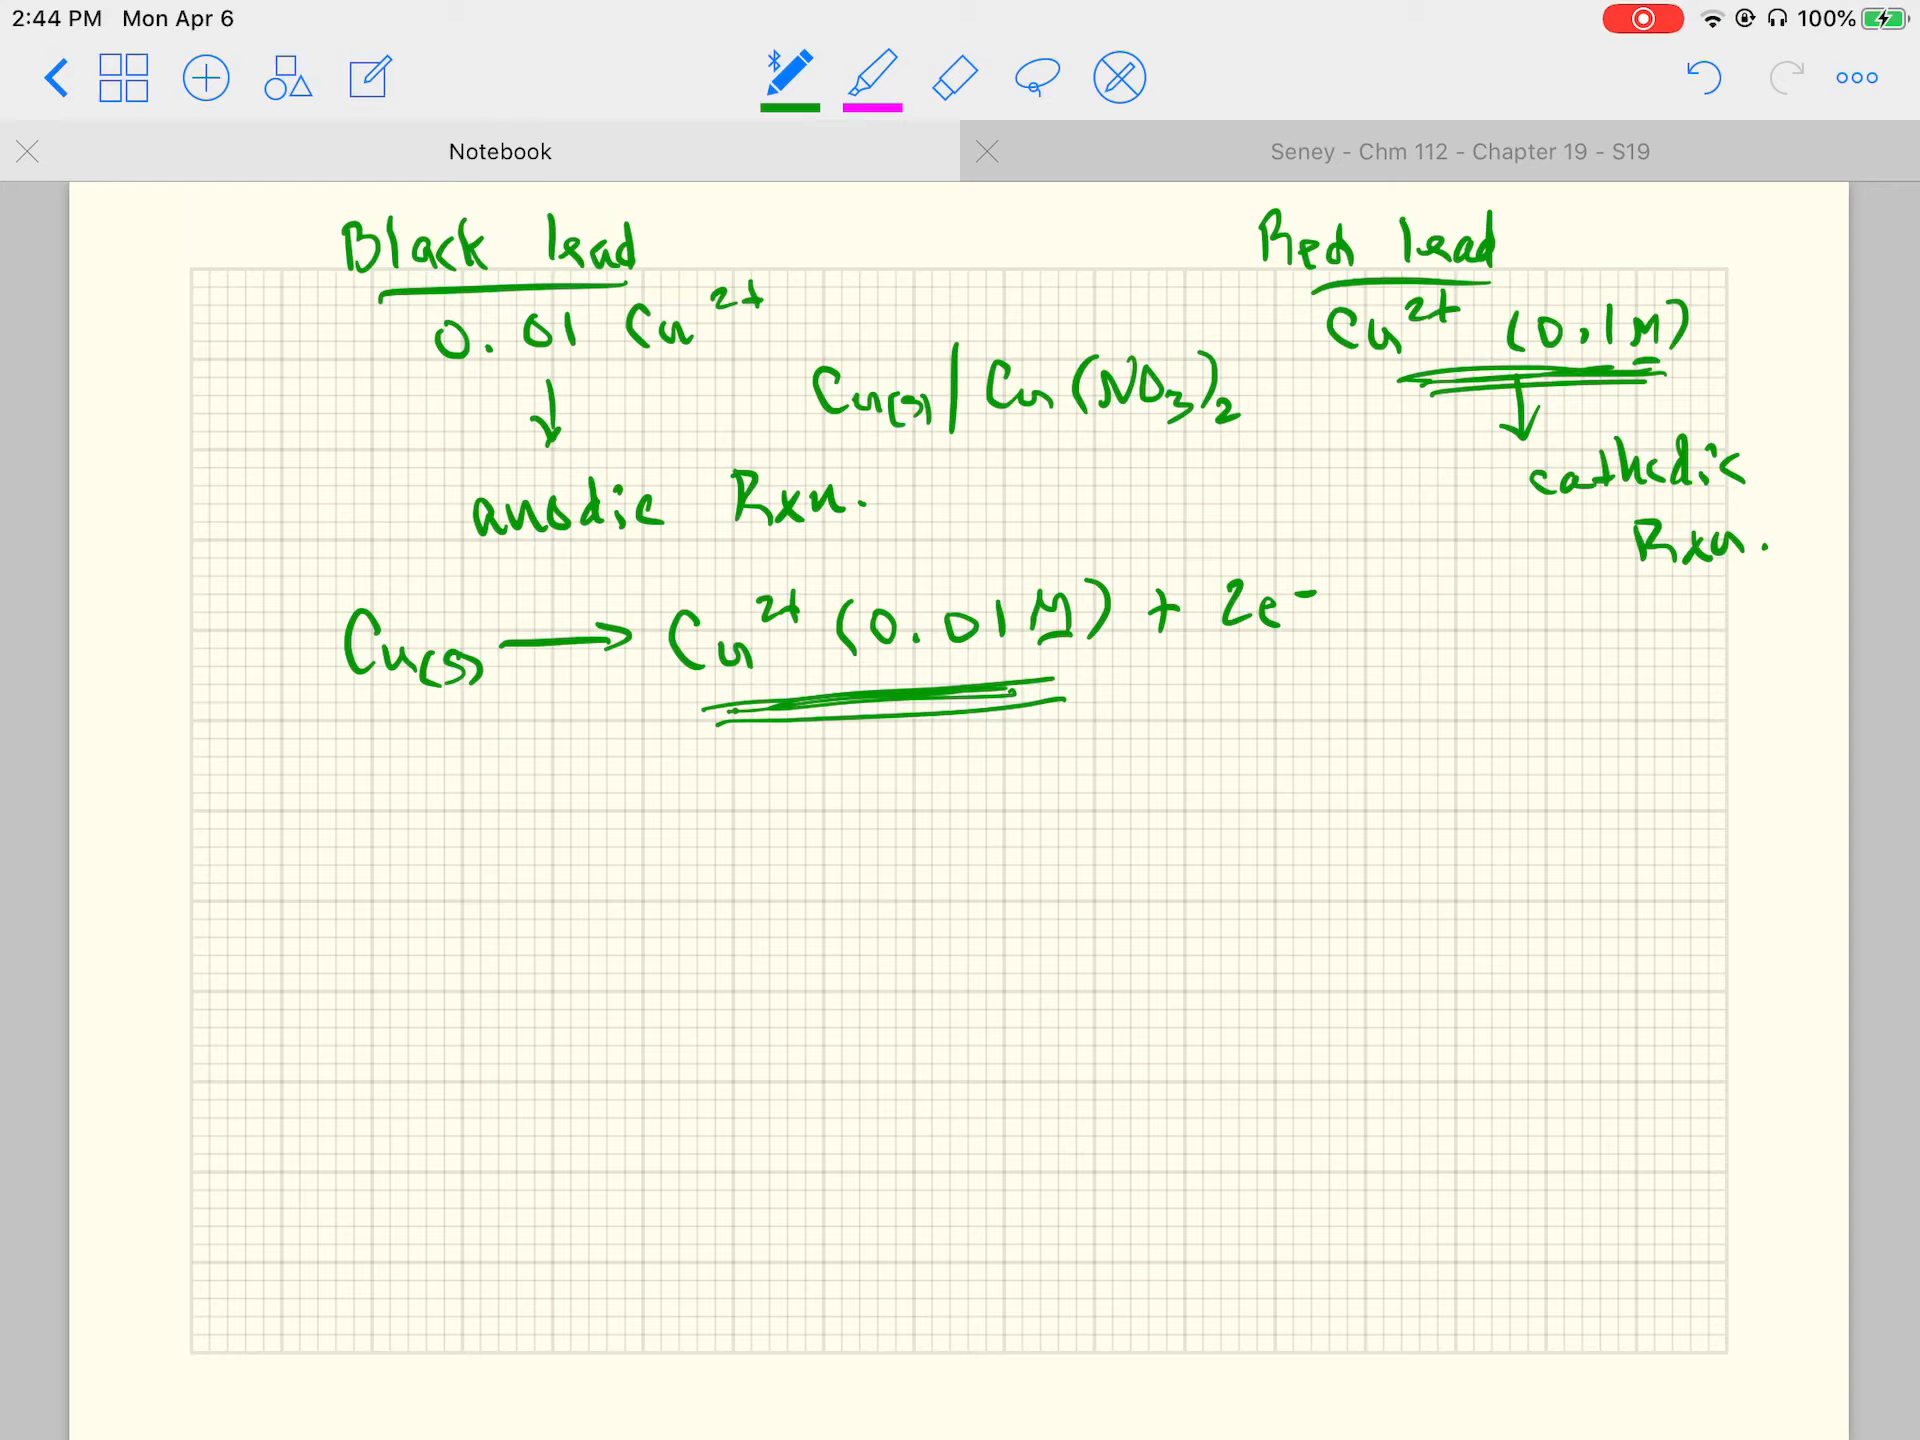 2:44 PM Mon Apr 6
100%
Notebook
Seney - Chm 112 - Chapter 19 - S19
Black lead
Red lead
0.01 Cu²⁺
Cu²⁺ (0.1M)
Cu(s) | Cu(NO₃)₂
anodic Rxn.
cathodic
Rxn.
Cu(s) → Cu²⁺ (0.01M) + 2e⁻